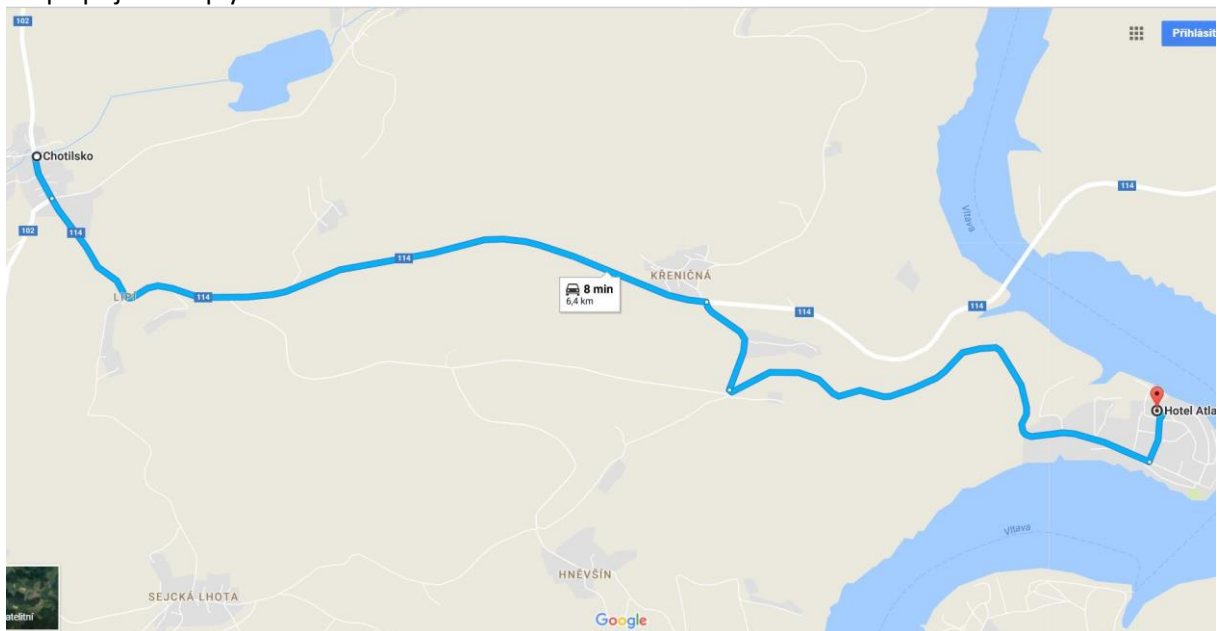 102
Přihlásit
Chotilsko
114
114
Vltava
102
114
KŘENIČNÁ
LIPÍ
114
8 min
6,4 km
114
114
Hotel Atla
Vltava
HNĚVŠÍN
SEJCKÁ LHOTA
atelitní
Google